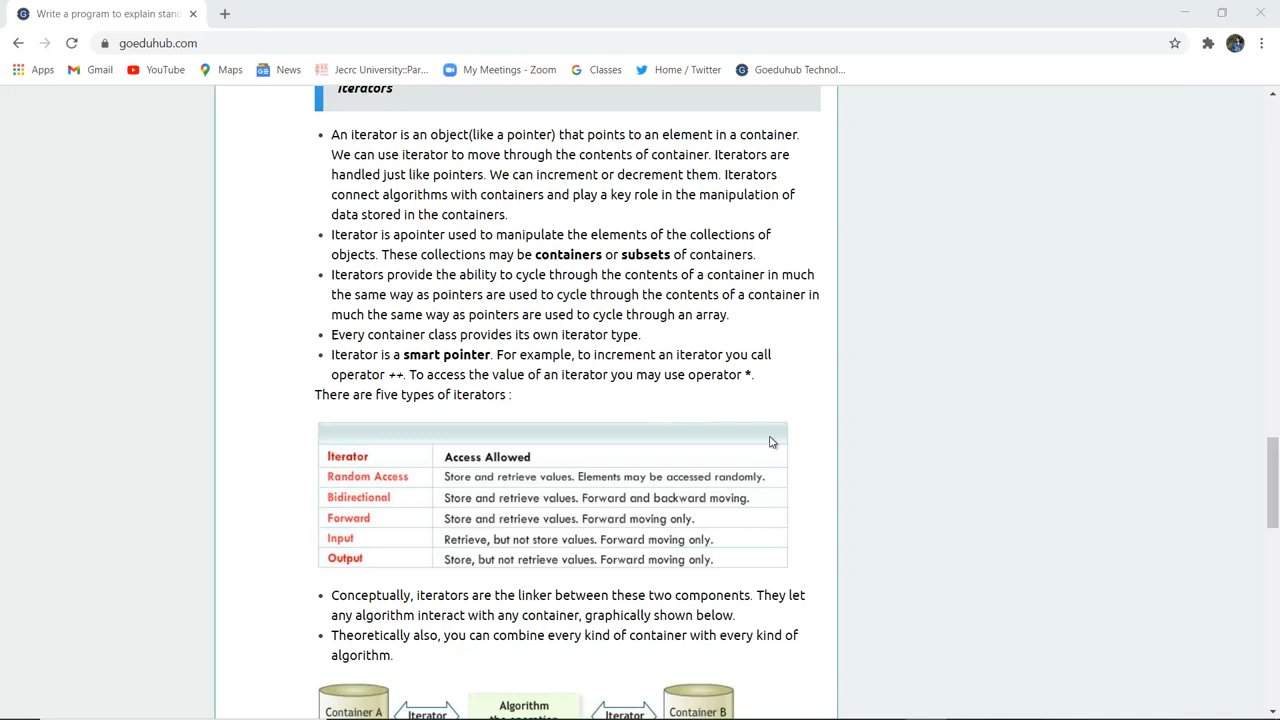 Write a program to explain stand
goeduhub.com
Apps Gmail YouTube Maps News Jecrc University::Par... My Meetings - Zoom Classes Home / Twitter Goeduhub Technol...
Iterators
An iterator is an object(like a pointer) that points to an element in a container.
We can use iterator to move through the contents of container. Iterators are
handled just like pointers. We can increment or decrement them. Iterators
connect algorithms with containers and play a key role in the manipulation of
data stored in the containers.
Iterator is apointer used to manipulate the elements of the collections of
objects. These collections may be containers or subsets of containers.
Iterators provide the ability to cycle through the contents of a container in much
the same way as pointers are used to cycle through the contents of a container in
much the same way as pointers are used to cycle through an array.
Every container class provides its own iterator type.
Iterator is a smart pointer. For example, to increment an iterator you call
operator ++. To access the value of an iterator you may use operator *.
There are five types of iterators :
Iterator Access Allowed
Random Access Store and retrieve values. Elements may be accessed randomly.
Bidirectional Store and retrieve values. Forward and backward moving.
Forward Store and retrieve values. Forward moving only.
Input Retrieve, but not store values. Forward moving only.
Output Store, but not retrieve values. Forward moving only.
Conceptually, iterators are the linker between these two components. They let
any algorithm interact with any container, graphically shown below.
Theoretically also, you can combine every kind of container with every kind of
algorithm.
Container A Iterator Algorithm Iterator Container B